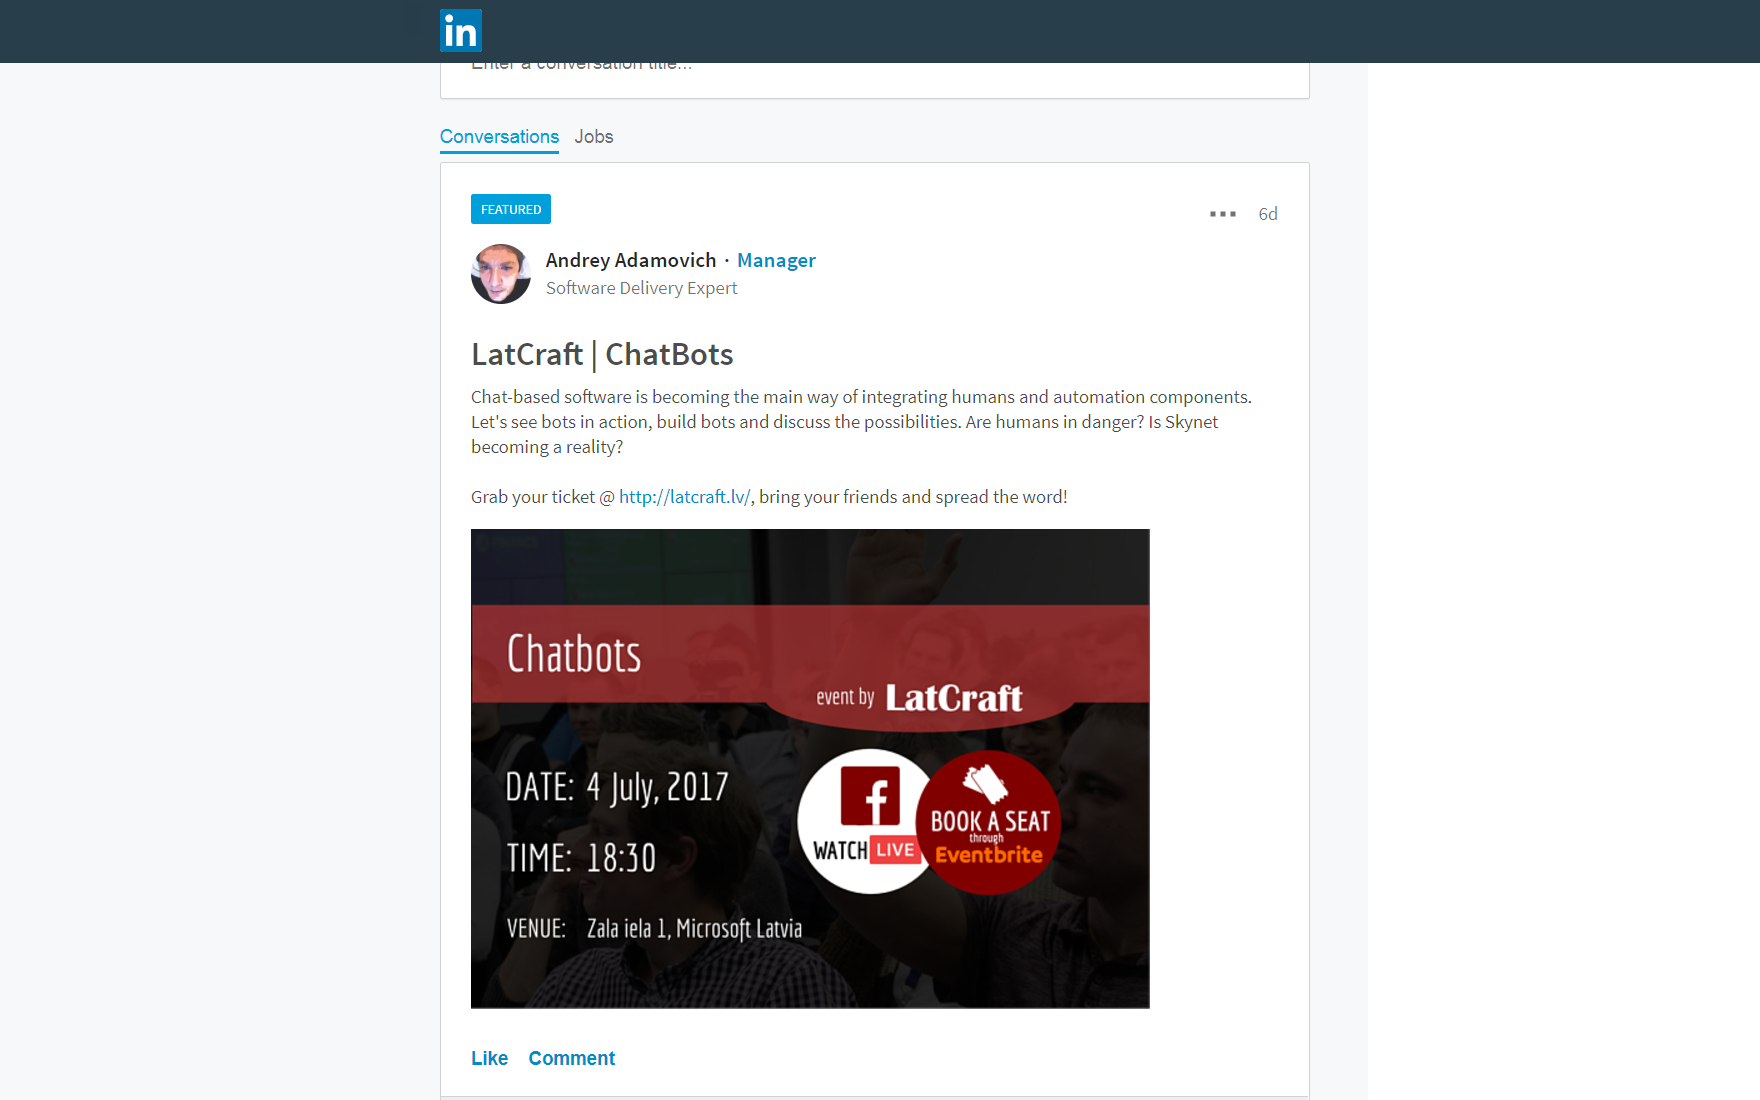 in
Enter a conversation title...
Conversations Jobs
FEATURED
6d
Andrey Adamovich · Manager
Software Delivery Expert
LatCraft | ChatBots
Chat-based software is becoming the main way of integrating humans and automation components.
Let's see bots in action, build bots and discuss the possibilities. Are humans in danger? Is Skynet
becoming a reality?
Grab your ticket @ http://latcraft.lv/, bring your friends and spread the word!
Chatbots
event by LatCraft
DATE: 4 July, 2017
TIME: 18:30
VENUE: Zala iela 1, Microsoft Latvia
WATCH LIVE
BOOK A SEAT
through
Eventbrite
Like Comment